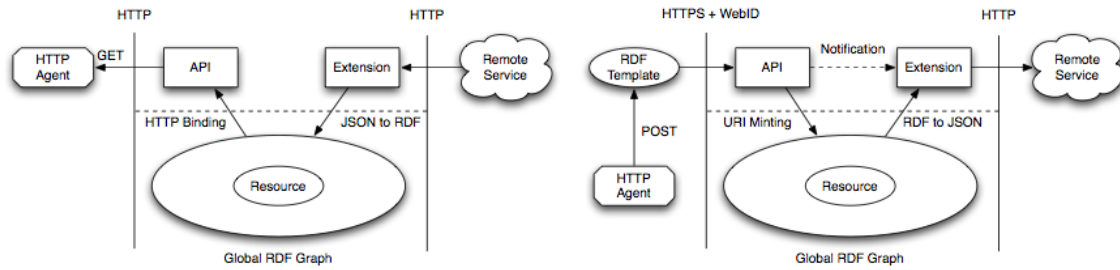 HTTP
HTTP
HTTP
Agent
GET
API
Extension
Remote
Service
HTTP Binding
JSON to RDF
Resource
Global RDF Graph
HTTPS + WebID
HTTP
RDF
Template
API
Notification
Extension
Remote
Service
URI Minting
RDF to JSON
POST
HTTP
Agent
Resource
Global RDF Graph